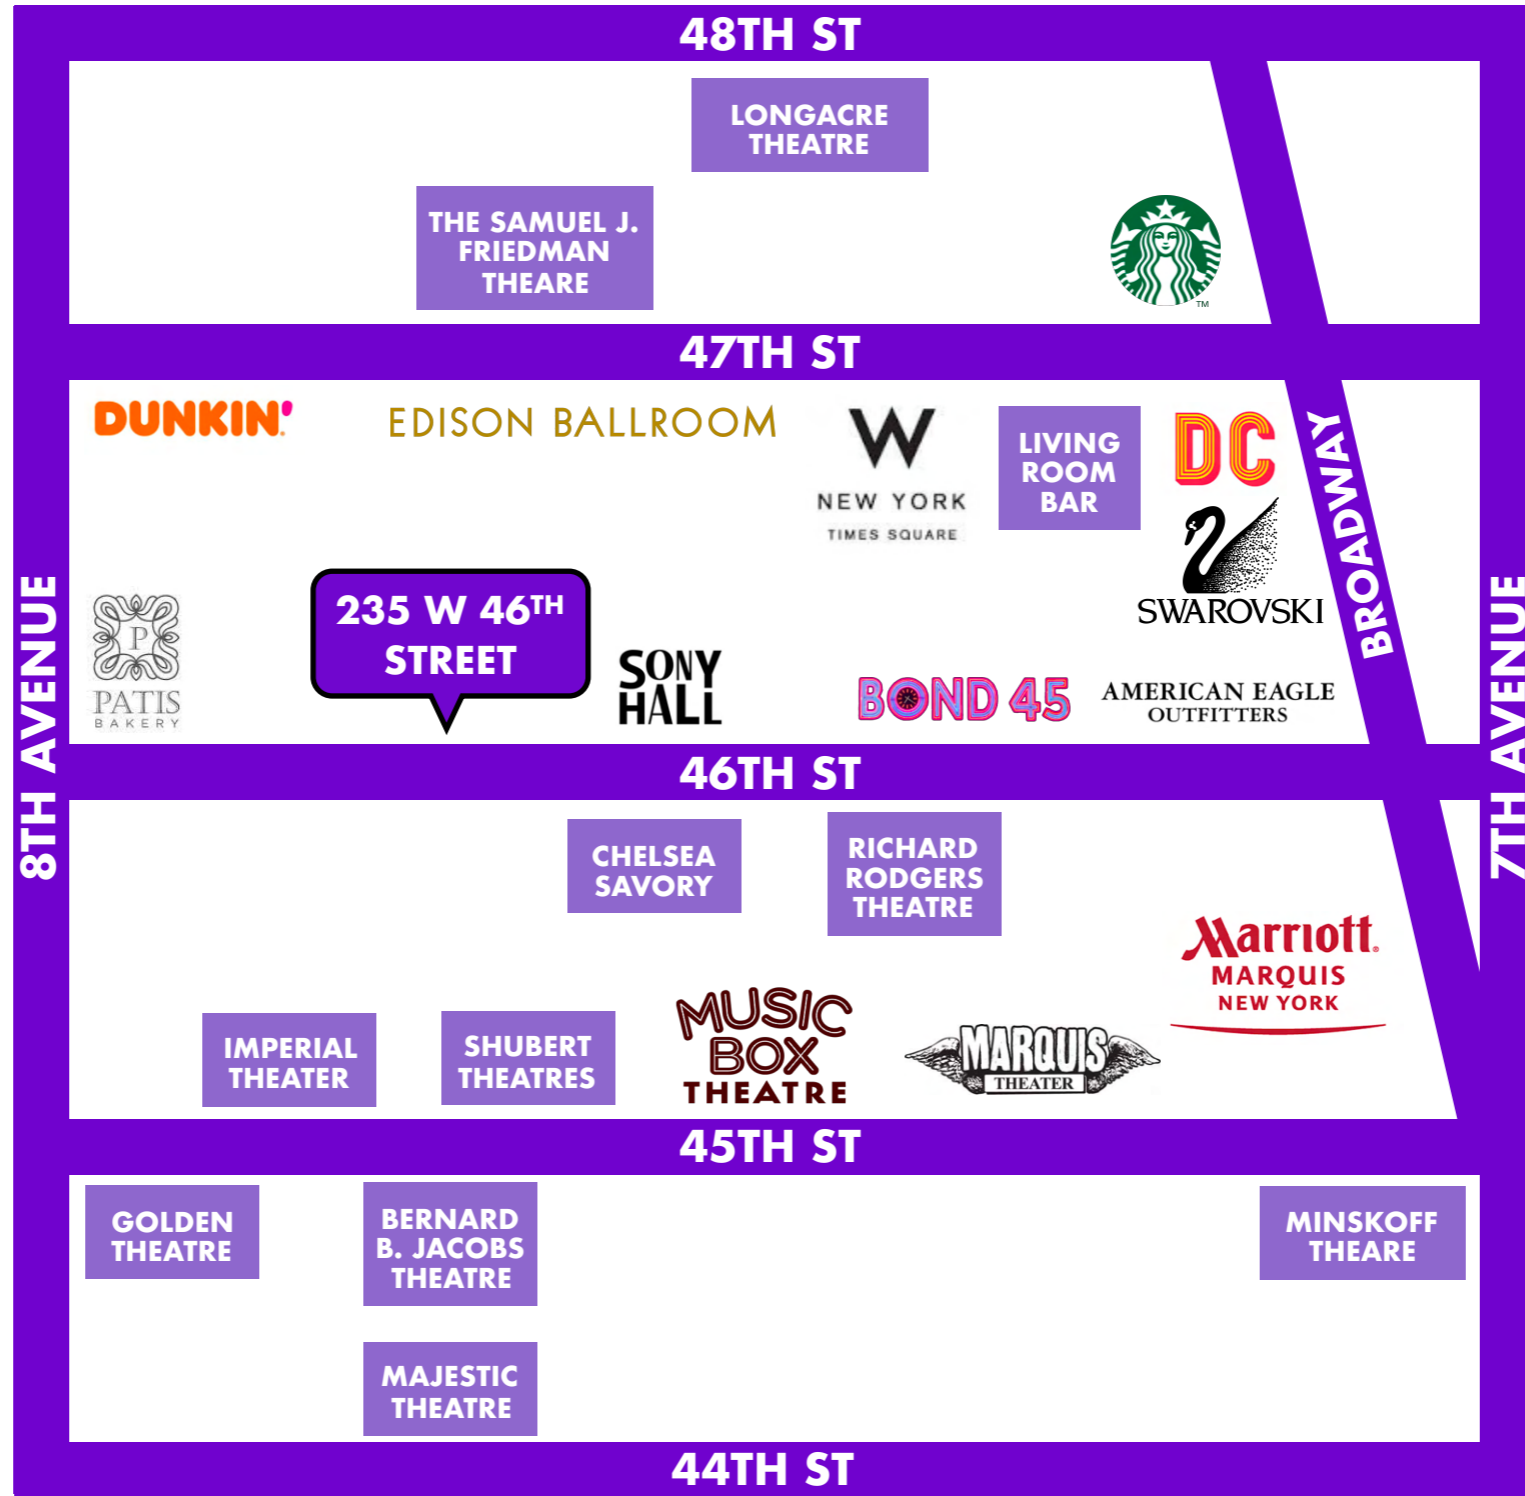 48TH ST
LONGACRE
THEATRE
THE SAMUEL J.
FRIEDMAN
THEARE
TM
47TH ST
DUNKIN'
EDISON BALLROOM
W
NEW YORK
TIMES SQUARE
LIVING
ROOM
BAR
DC
SWAROVSKI
BROADWAY
8TH AVENUE
7TH AVENUE
P
PATIS
BAKERY
235 W 46TH
STREET
SONY
HALL
BOND 45
AMERICAN EAGLE
OUTFITTERS
46TH ST
CHELSEA
SAVORY
RICHARD
RODGERS
THEATRE
Marriott®
MARQUIS
NEW YORK
IMPERIAL
THEATER
SHUBERT
THEATRES
MUSIC
BOX
THEATRE
MARQUIS
THEATER
45TH ST
GOLDEN
THEATRE
BERNARD
B. JACOBS
THEATRE
MINSKOFF
THEARE
MAJESTIC
THEATRE
44TH ST